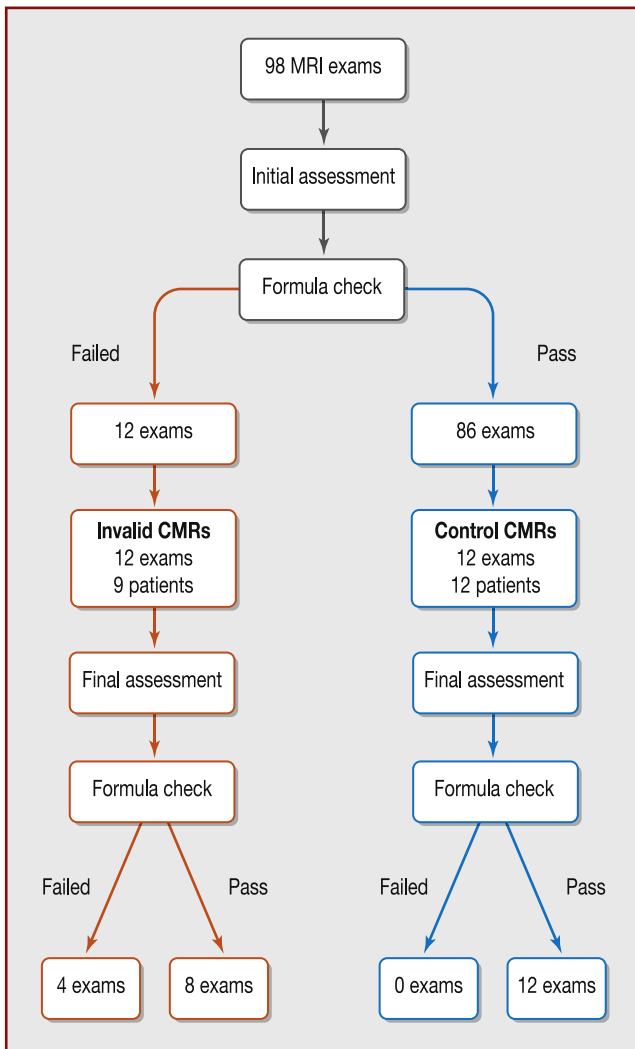 98 MRI exams
Initial assessment
Formula check
Failed
Pass
12 exams
86 exams
Invalid CMRs
12 exams
9 patients
Control CMRs
12 exams
12 patients
Final assessment
Final assessment
Formula check
Formula check
Failed
Pass
Failed
Pass
4 exams
8 exams
0 exams
12 exams